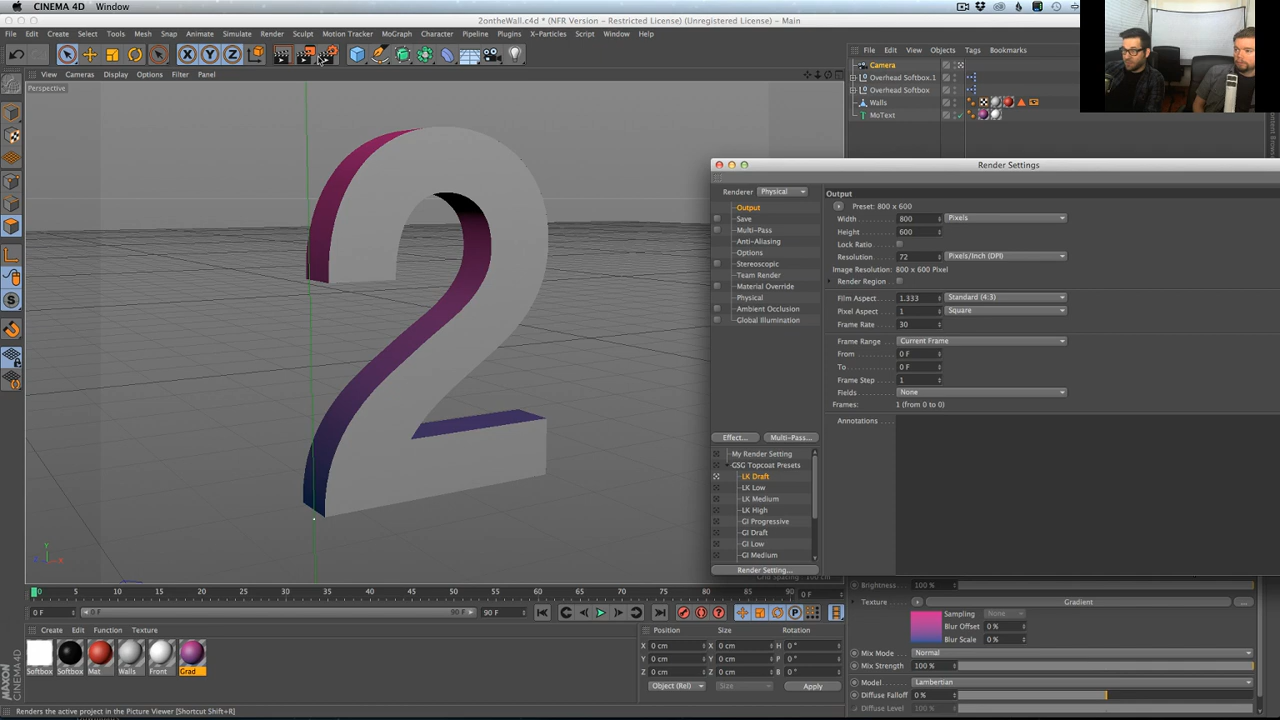 CINEMA 4D Window
2ontheWall.c4d * (NFR Version - Restricted License) (Unregistered License) - Main
File Edit Create Select Tools Mesh Snap Animate Simulate Render Sculpt Motion Tracker MoGraph Character Pipeline Plugins X-Particles Script Window Help
X Y Z
View Cameras Display Options Filter Panel
Perspective
File Edit View Objects Tags Bookmarks
Camera
Overhead Softbox.1
Overhead Softbox
Walls
MoText
Render Settings
Renderer Physical
Output
Save
Multi-Pass
Anti-Aliasing
Options
Stereoscopic
Team Render
Material Override
Physical
Ambient Occlusion
Global Illumination
Effect... Multi-Pass...
My Render Setting
GSG Topcoat Presets
LK Draft
LK Low
LK Medium
LK High
GI Progressive
GI Draft
GI Low
GI Medium
Render Setting...
Output
Preset: 800 x 600
Width 800 Pixels
Height 600
Lock Ratio
Resolution 72 Pixels/Inch (DPI)
Image Resolution: 800 x 600 Pixel
Render Region
Film Aspect 1.333 Standard (4:3)
Pixel Aspect 1 Square
Frame Rate 30
Frame Range Current Frame
From 0 F
To 0 F
Frame Step 1
Fields None
Frames: 1 (from 0 to 0)
Annotations
2
0 5 10 15 20 25 30 35 40 45 50 55 60 65 70 75 80 85 90
0 F
0 F 0 F 90 F 90 F
Create Edit Function Texture
Softbox Softbox Mat Walls Front Grad
Position Size Rotation
X 0 cm X 0 cm H 0 °
Y 0 cm Y 0 cm P 0 °
Z 0 cm Z 0 cm B 0 °
Object (Rel) Size Apply
Brightness 100 %
Texture Gradient ...
Sampling None
Blur Offset 0 %
Blur Scale 0 %
Mix Mode Normal
Mix Strength 100 %
Model Lambertian
Diffuse Falloff 0 %
Diffuse Level 100 %
MAXON CINEMA 4D
Renders the active project in the Picture Viewer [Shortcut Shift+R]